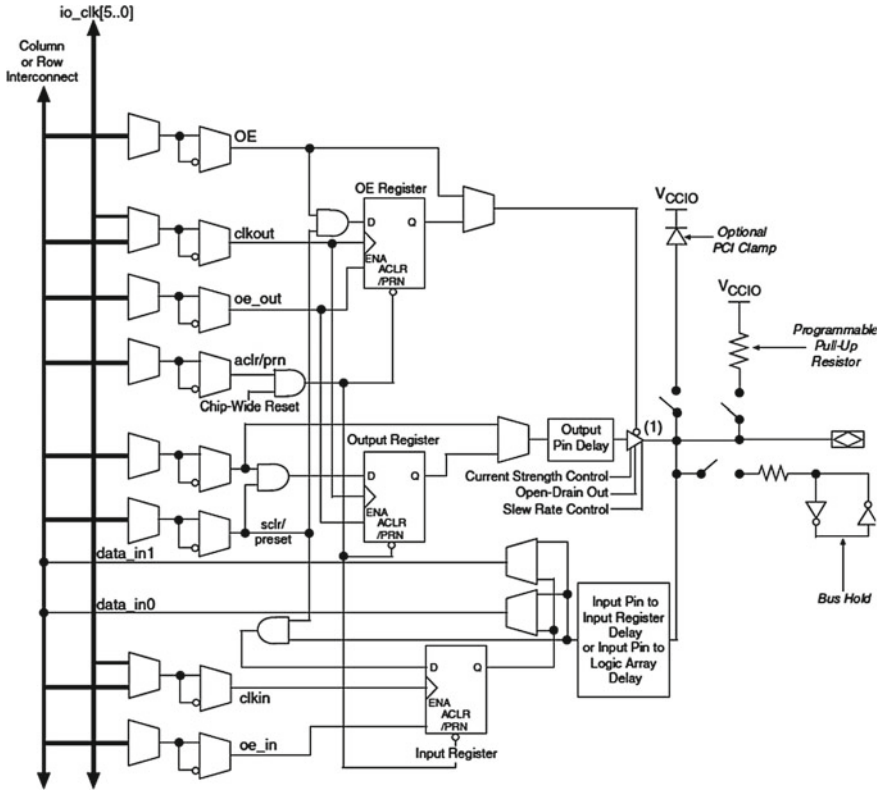 io_clk[5..0]
Column
or Row
Interconnect
OE
OE Register
D
Q
ENA
ACLR
/PRN
clkout
oe_out
aclr/prn
Chip-Wide Reset
VCCIO
Optional
PCI Clamp
VCCIO
Programmable
Pull-Up
Resistor
Output
Pin Delay
(1)
Output Register
D
Q
ENA
ACLR
/PRN
Current Strength Control
Open-Drain Out
Slew Rate Control
sclr/
preset
data_in1
data_in0
Bus Hold
Input Pin to
Input Register
Delay
or Input Pin to
Logic Array
Delay
D
Q
ENA
ACLR
/PRN
clkin
oe_in
Input Register